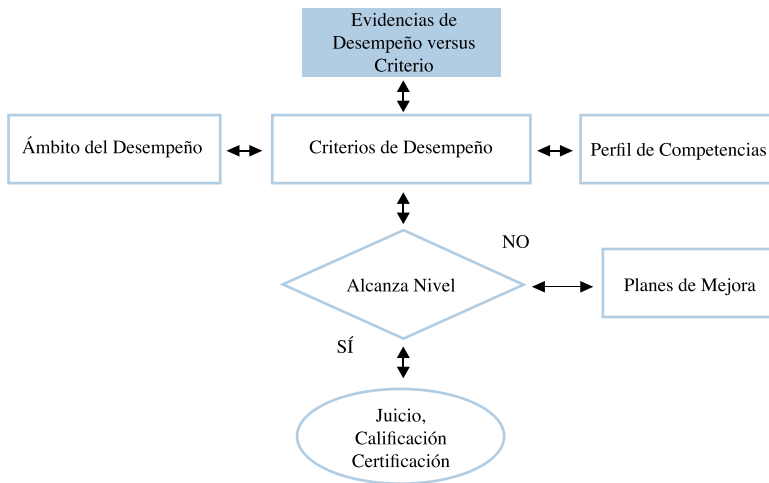 Evidencias de
Desempeño versus
Criterio
Ámbito del Desempeño
Criterios de Desempeño
Perfil de Competencias
NO
Alcanza Nivel
Planes de Mejora
SÍ
Juicio,
Calificación
Certificación